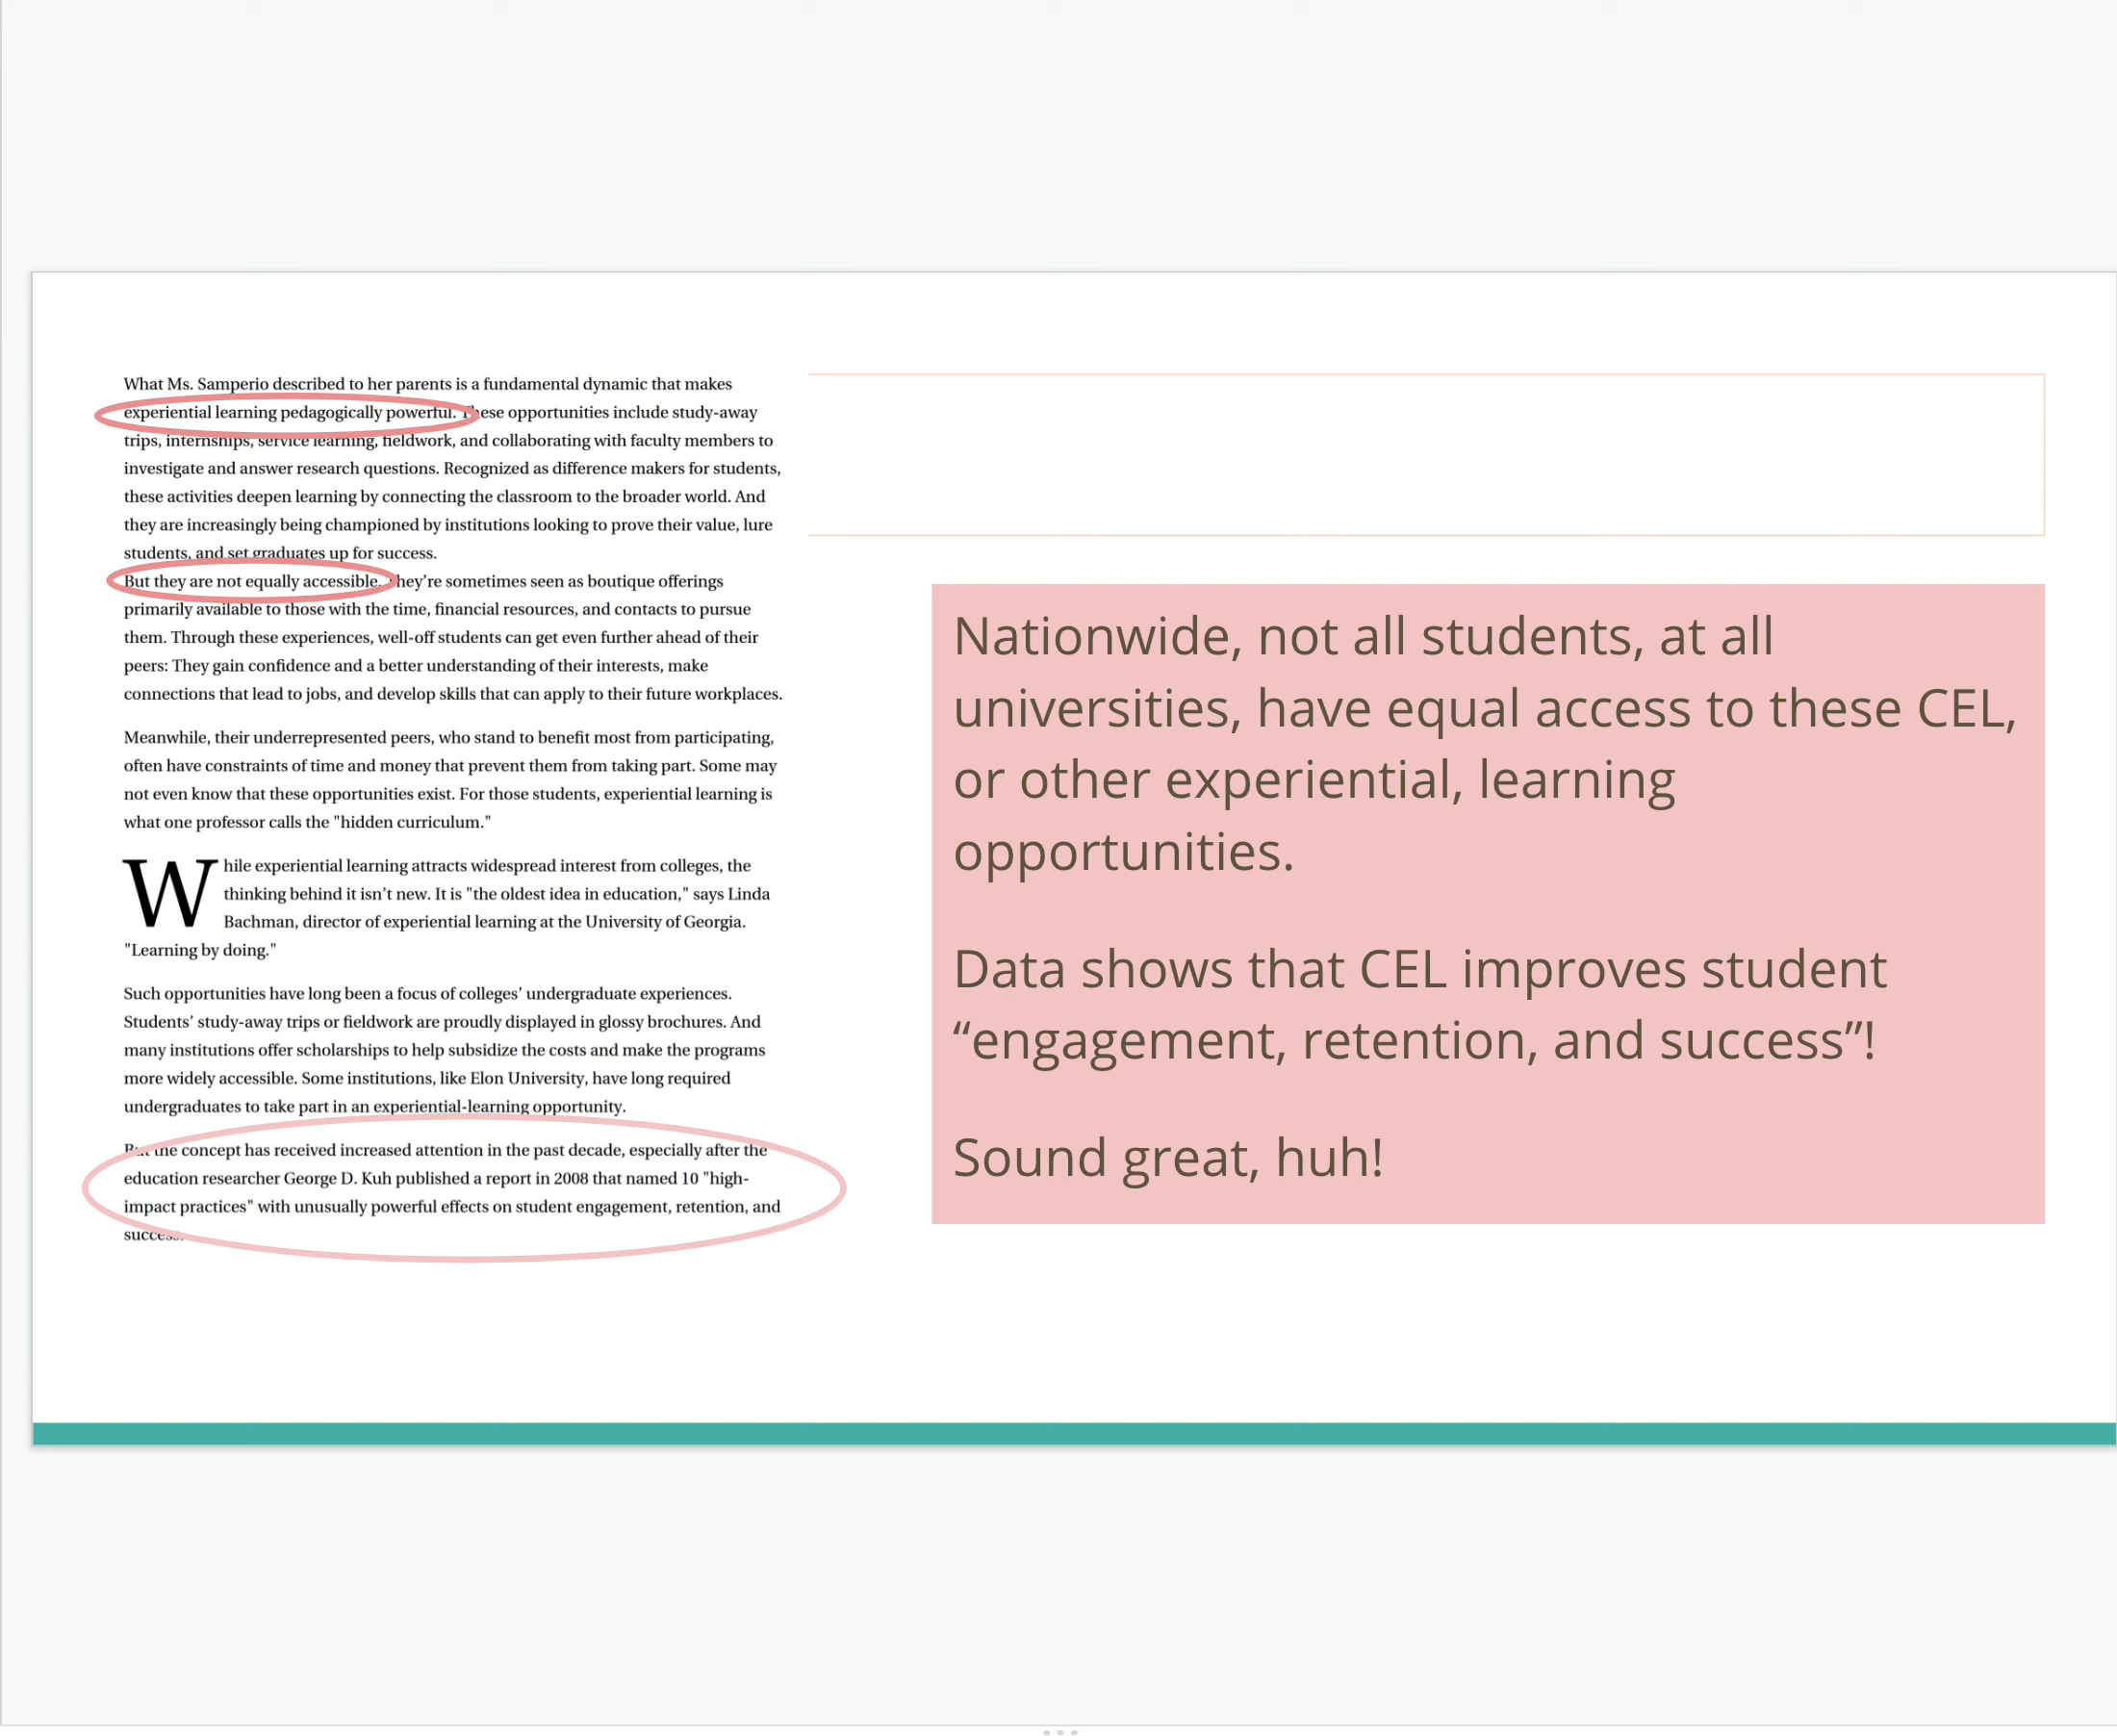 What Ms. Samperio described to her parents is a fundamental dynamic that makes
experiential learning pedagogically powerful. These opportunities include study-away
trips, internships, service learning, fieldwork, and collaborating with faculty members to
investigate and answer research questions. Recognized as difference makers for students,
these activities deepen learning by connecting the classroom to the broader world. And
they are increasingly being championed by institutions looking to prove their value, lure
students, and set graduates up for success.
But they are not equally accessible. They're sometimes seen as boutique offerings
primarily available to those with the time, financial resources, and contacts to pursue
them. Through these experiences, well-off students can get even further ahead of their
peers: They gain confidence and a better understanding of their interests, make
connections that lead to jobs, and develop skills that can apply to their future workplaces.
Meanwhile, their underrepresented peers, who stand to benefit most from participating,
often have constraints of time and money that prevent them from taking part. Some may
not even know that these opportunities exist. For those students, experiential learning is
what one professor calls the "hidden curriculum."
While experiential learning attracts widespread interest from colleges, the
thinking behind it isn't new. It is "the oldest idea in education," says Linda
Bachman, director of experiential learning at the University of Georgia.
"Learning by doing."
Such opportunities have long been a focus of colleges' undergraduate experiences.
Students' study-away trips or fieldwork are proudly displayed in glossy brochures. And
many institutions offer scholarships to help subsidize the costs and make the programs
more widely accessible. Some institutions, like Elon University, have long required
undergraduates to take part in an experiential-learning opportunity.
But the concept has received increased attention in the past decade, especially after the
education researcher George D. Kuh published a report in 2008 that named 10 "high-
impact practices" with unusually powerful effects on student engagement, retention, and
success.
Nationwide, not all students, at all
universities, have equal access to these CEL,
or other experiential, learning
opportunities.
Data shows that CEL improves student
“engagement, retention, and success”!
Sound great, huh!